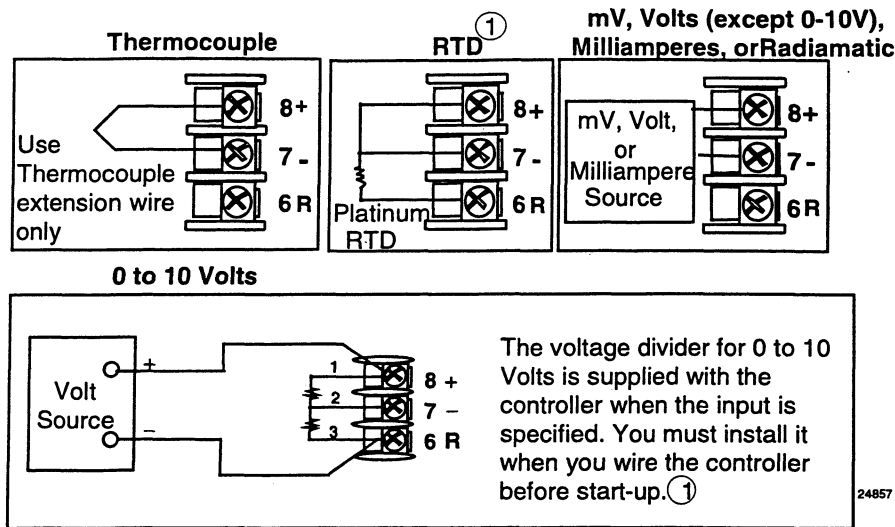 Thermocouple
RTD ①
mV, Volts (except 0-10V),
Milliamperes, orRadiamatic
Use
Thermocouple
extension wire
only
8+
7 -
6 R
Platinum
RTD
8+
7 -
6 R
mV, Volt,
or
Milliampere
Source
8+
7 -
6R
0 to 10 Volts
Volt
Source
+
−
1
2
3
8 +
7 −
6 R
The voltage divider for 0 to 10
Volts is supplied with the
controller when the input is
specified. You must install it
when you wire the controller
before start-up.①
24857